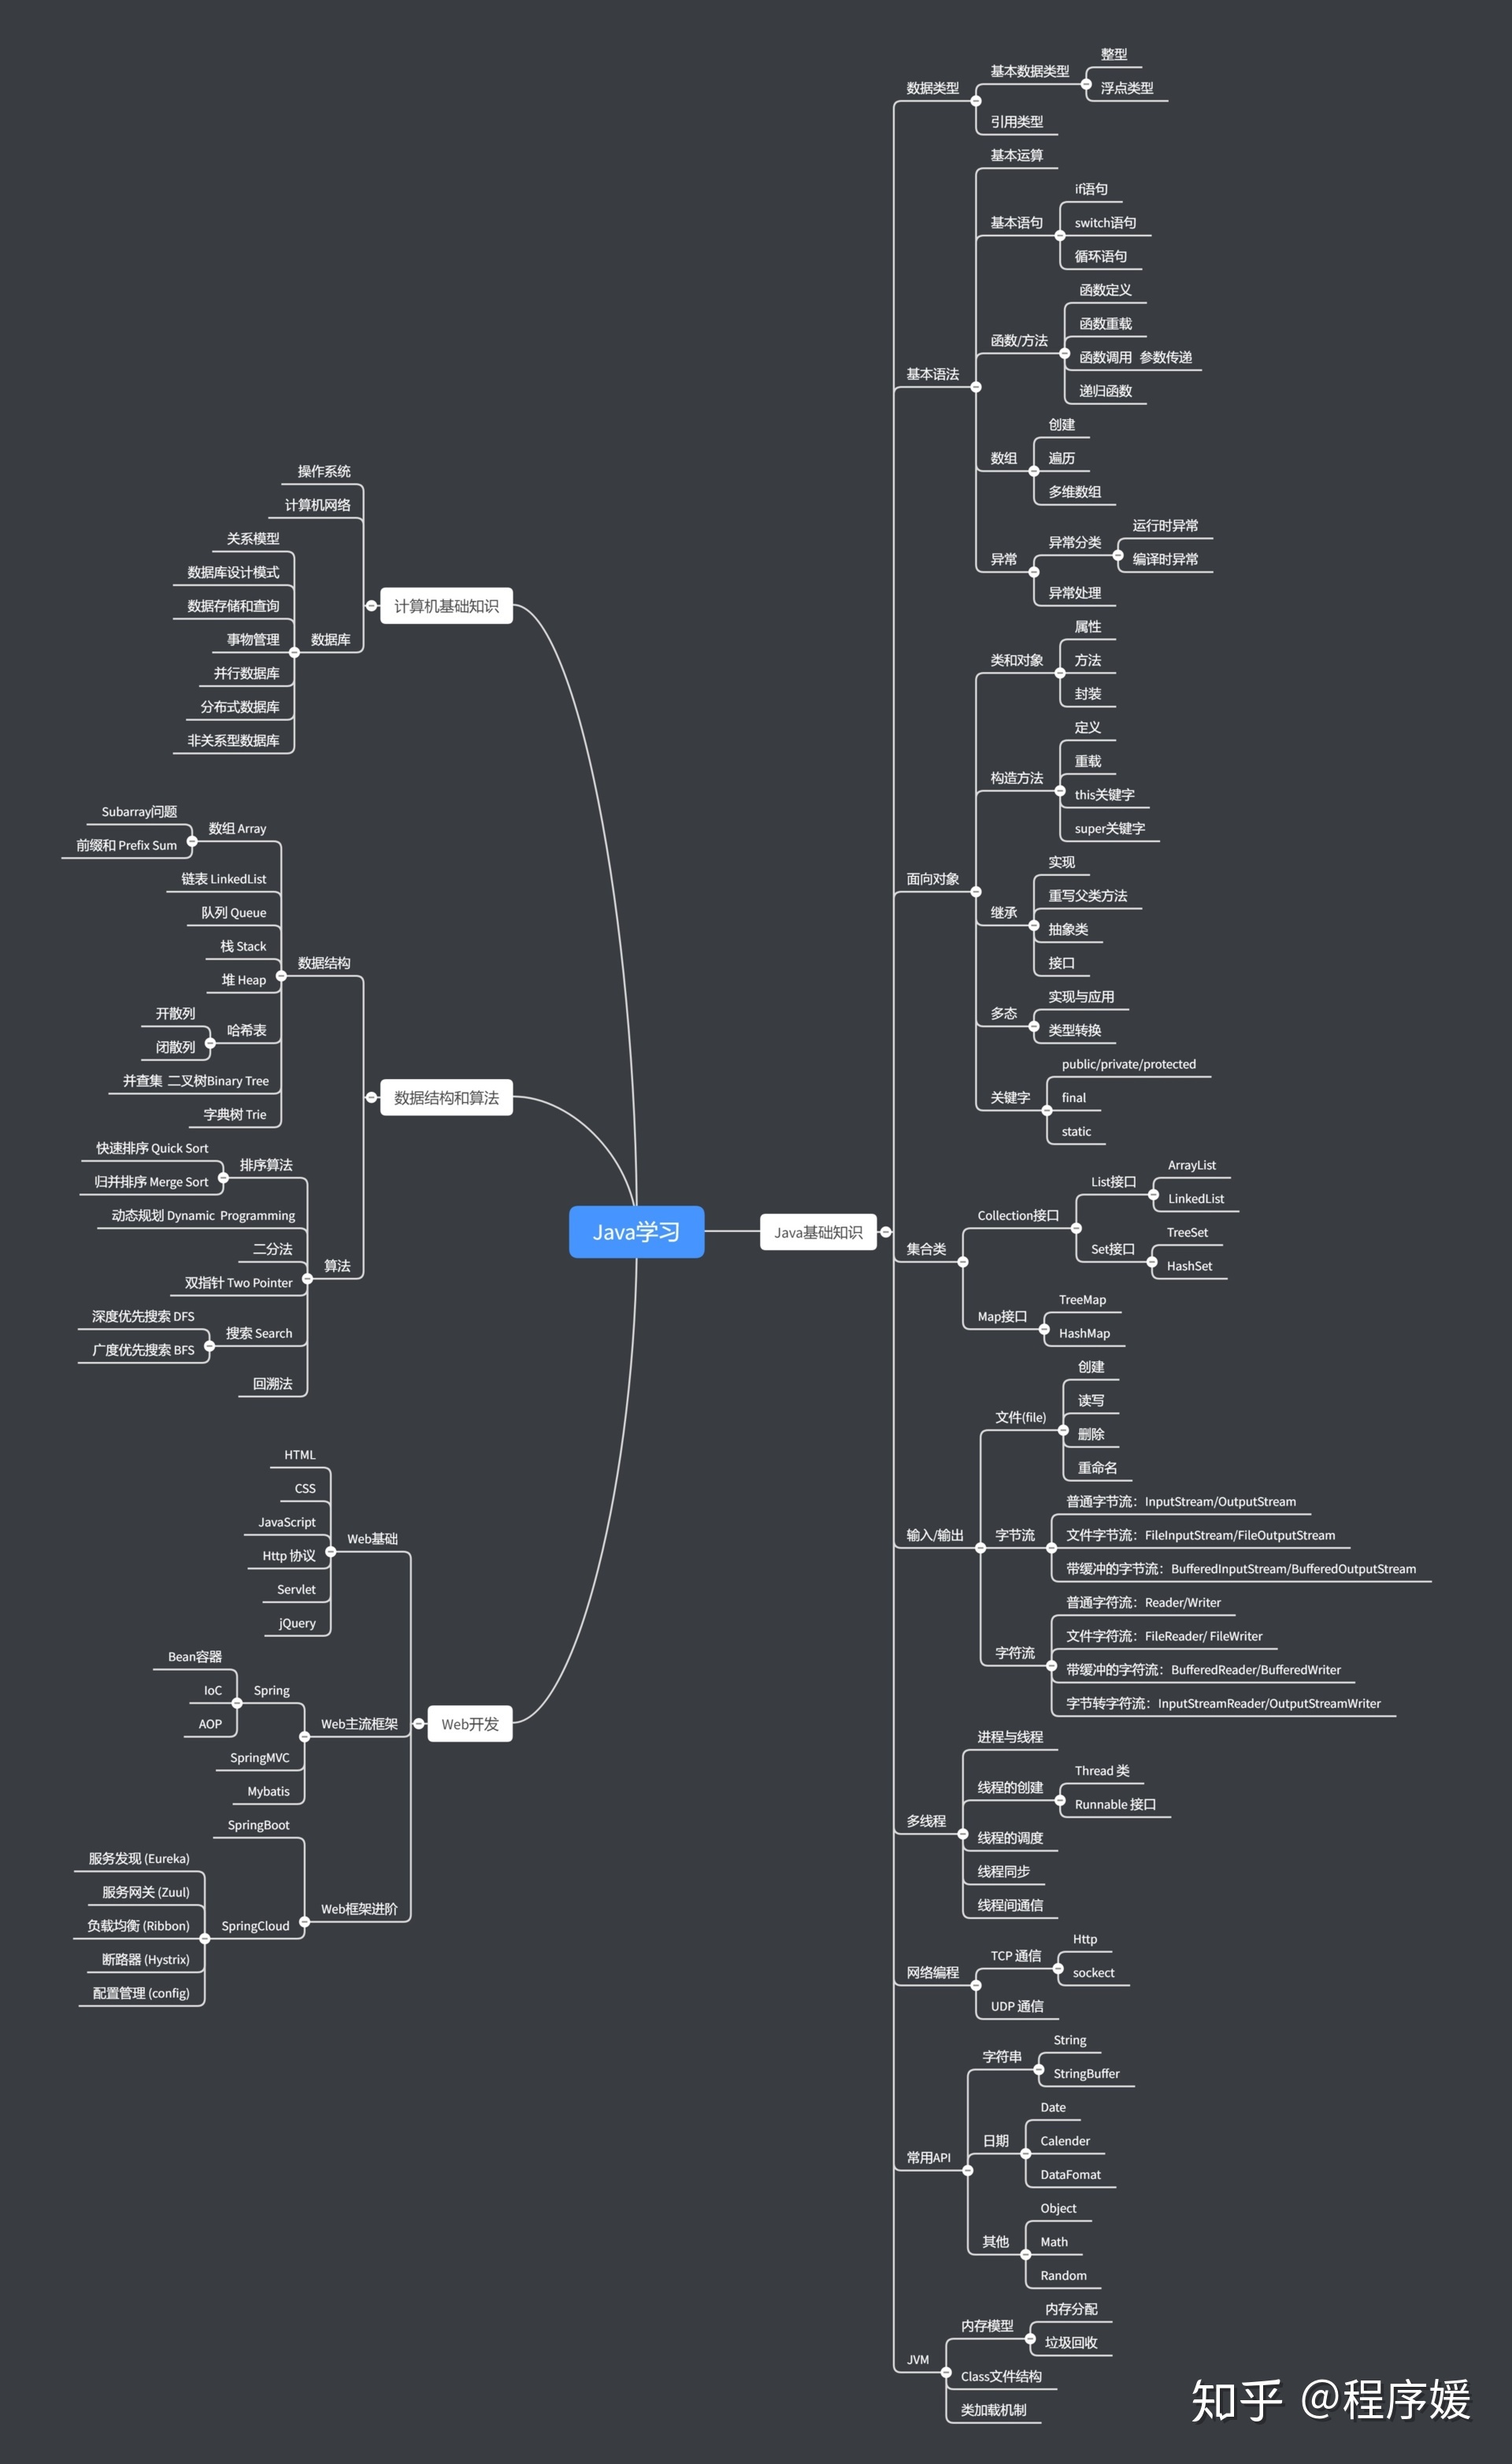 Java学习
Java基础知识
数据类型
基本数据类型
整型
浮点类型
引用类型
基本语法
基本运算
基本语句
if语句
switch语句
循环语句
函数/方法
函数定义
函数重载
函数调用 参数传递
递归函数
数组
创建
遍历
多维数组
异常
异常分类
运行时异常
编译时异常
异常处理
面向对象
类和对象
属性
方法
封装
构造方法
定义
重载
this关键字
super关键字
继承
实现
重写父类方法
抽象类
接口
多态
实现与应用
类型转换
关键字
public/private/protected
final
static
集合类
Collection接口
List接口
ArrayList
LinkedList
Set接口
TreeSet
HashSet
Map接口
TreeMap
HashMap
输入/输出
文件(file)
创建
读写
删除
重命名
字节流
普通字节流：InputStream/OutputStream
文件字节流：FileInputStream/FileOutputStream
带缓冲的字节流：BufferedInputStream/BufferedOutputStream
字符流
普通字符流：Reader/Writer
文件字符流：FileReader/ FileWriter
带缓冲的字符流：BufferedReader/BufferedWriter
字节转字符流：InputStreamReader/OutputStreamWriter
多线程
进程与线程
线程的创建
Thread 类
Runnable 接口
线程的调度
线程同步
线程间通信
网络编程
TCP 通信
Http
sockect
UDP 通信
常用API
字符串
String
StringBuffer
日期
Date
Calender
DataFomat
其他
Object
Math
Random
JVM
内存模型
内存分配
垃圾回收
Class文件结构
类加载机制
计算机基础知识
操作系统
计算机网络
数据库
关系模型
数据库设计模式
数据存储和查询
事物管理
并行数据库
分布式数据库
非关系型数据库
数据结构和算法
数据结构
数组 Array
Subarray问题
前缀和 Prefix Sum
链表 LinkedList
队列 Queue
栈 Stack
堆 Heap
哈希表
开散列
闭散列
并查集 二叉树Binary Tree
字典树 Trie
算法
排序算法
快速排序 Quick Sort
归并排序 Merge Sort
动态规划 Dynamic Programming
二分法
双指针 Two Pointer
搜索 Search
深度优先搜索 DFS
广度优先搜索 BFS
回溯法
Web开发
Web基础
HTML
CSS
JavaScript
Http 协议
Servlet
jQuery
Web主流框架
Spring
Bean容器
IoC
AOP
SpringMVC
Mybatis
Web框架进阶
SpringBoot
SpringCloud
服务发现 (Eureka)
服务网关 (Zuul)
负载均衡 (Ribbon)
断路器 (Hystrix)
配置管理 (config)
知乎 @程序媛